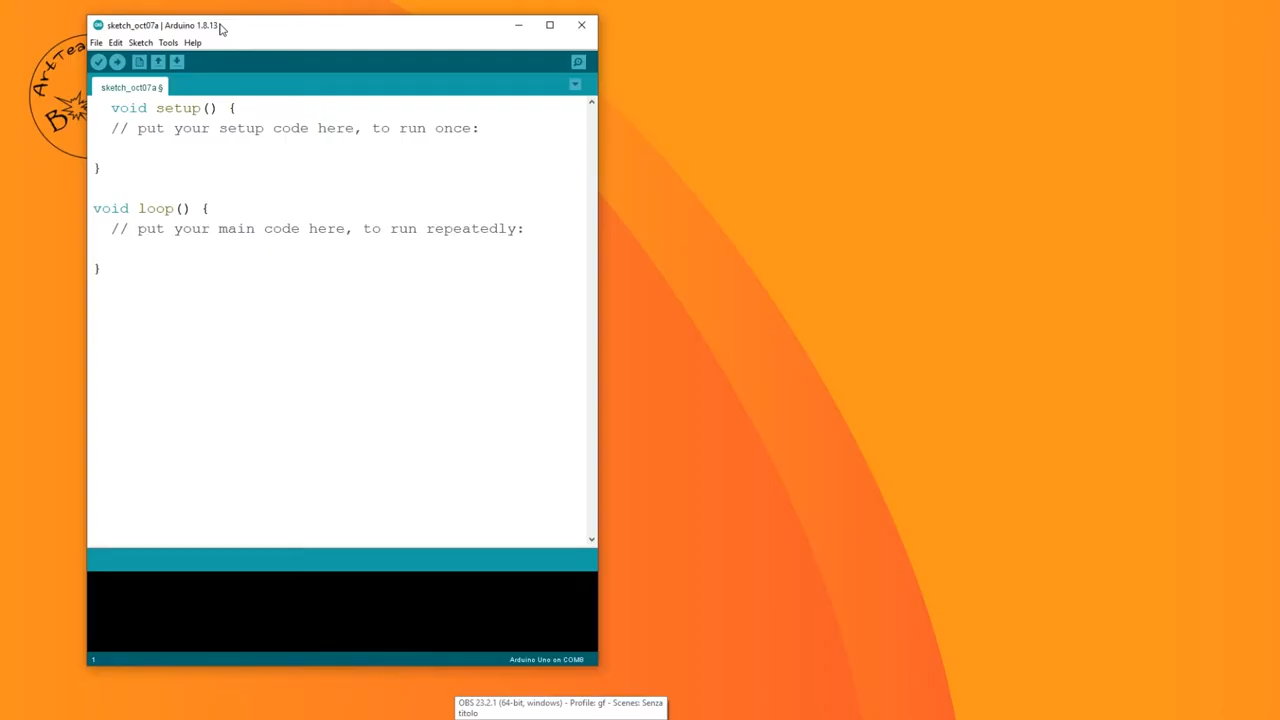 sketch_oct07a | Arduino 1.8.13
File Edit Sketch Tools Help
sketch_oct07a §
void setup() {
// put your setup code here, to run once:
}
void loop() {
// put your main code here, to run repeatedly:
}
1
Arduino Uno on COM8
OBS 23.2.1 (64-bit, windows) - Profile: gf - Scenes: Senza
titolo